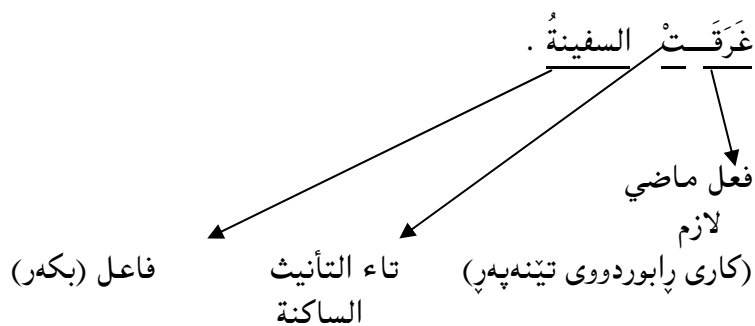 غَرَقَــتْ السفينةُ .
فعل ماضي
لازم
(كاری ڕابوردووی تێنەپەڕ) تاء التأنيث فاعل (بكەر)
الساكنة